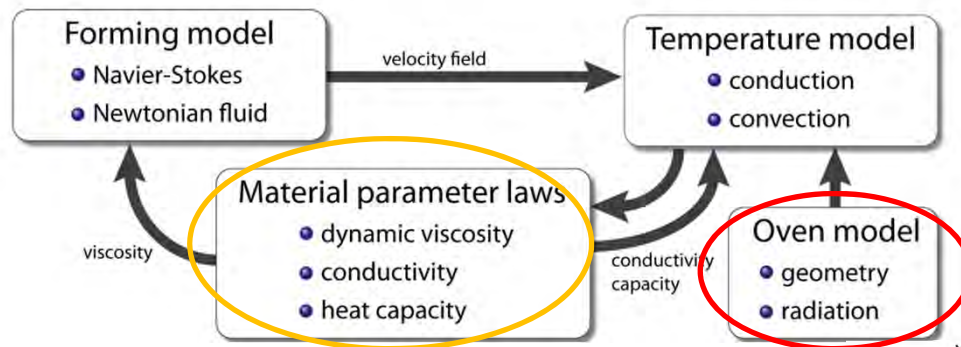 Forming model
Navier-Stokes
Newtonian fluid
velocity field
Temperature model
conduction
convection
viscosity
Material parameter laws
dynamic viscosity
conductivity
heat capacity
conductivity
capacity
Oven model
geometry
radiation